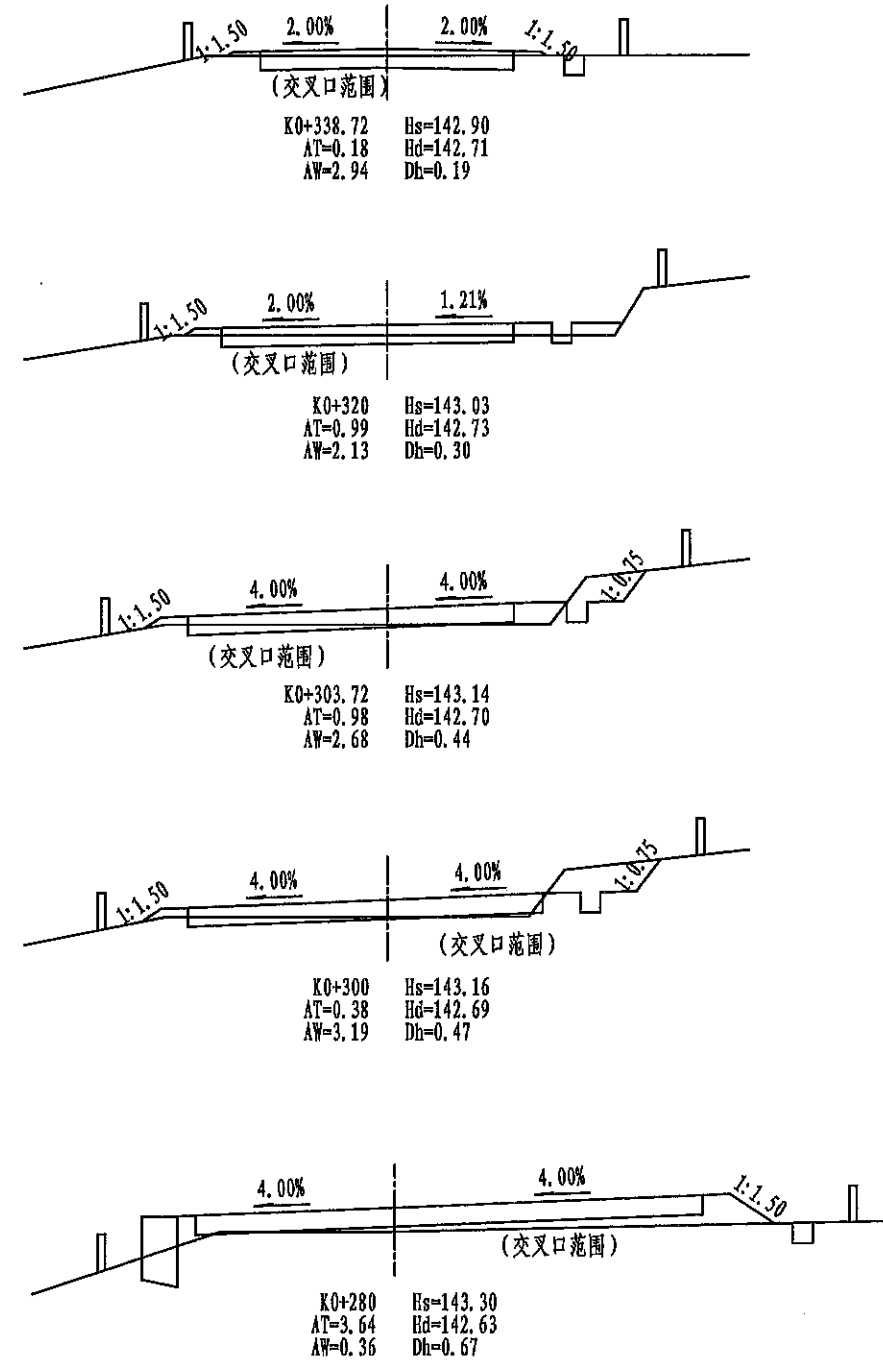 1:1.50 2.00% 2.00% 1:1.50
(交叉口范围)
K0+338.72 Hs=142.90
AT=0.18 Hd=142.71
AW=2.94 Dh=0.19
1:1.50 2.00% 1.21%
(交叉口范围)
K0+320 Hs=143.03
AT=0.99 Hd=142.73
AW=2.13 Dh=0.30
1:1.50 4.00% 4.00% 1:0.75
(交叉口范围)
K0+303.72 Hs=143.14
AT=0.98 Hd=142.70
AW=2.68 Dh=0.44
1:1.50 4.00% 4.00% 1:0.75
(交叉口范围)
K0+300 Hs=143.16
AT=0.38 Hd=142.69
AW=3.19 Dh=0.47
4.00% 4.00% 1:1.50
(交叉口范围)
K0+280 Hs=143.30
AT=3.64 Hd=142.63
AW=0.36 Dh=0.67